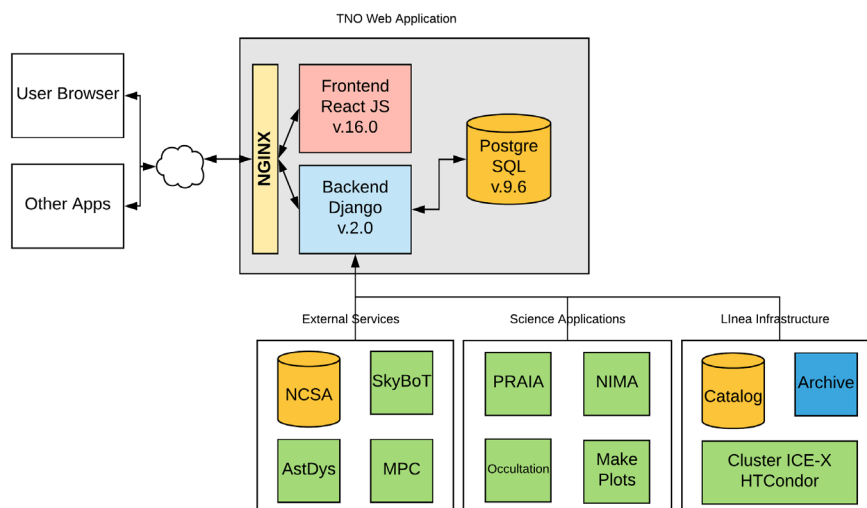 TNO Web Application
User Browser
Other Apps
NGINX
Frontend
React JS
v.16.0
Backend
Django
v.2.0
Postgre
SQL
v.9.6
External Services
Science Applications
LInea Infrastructure
NCSA
SkyBoT
AstDys
MPC
PRAIA
NIMA
Occultation
Make
Plots
Catalog
Archive
Cluster ICE-X
HTCondor